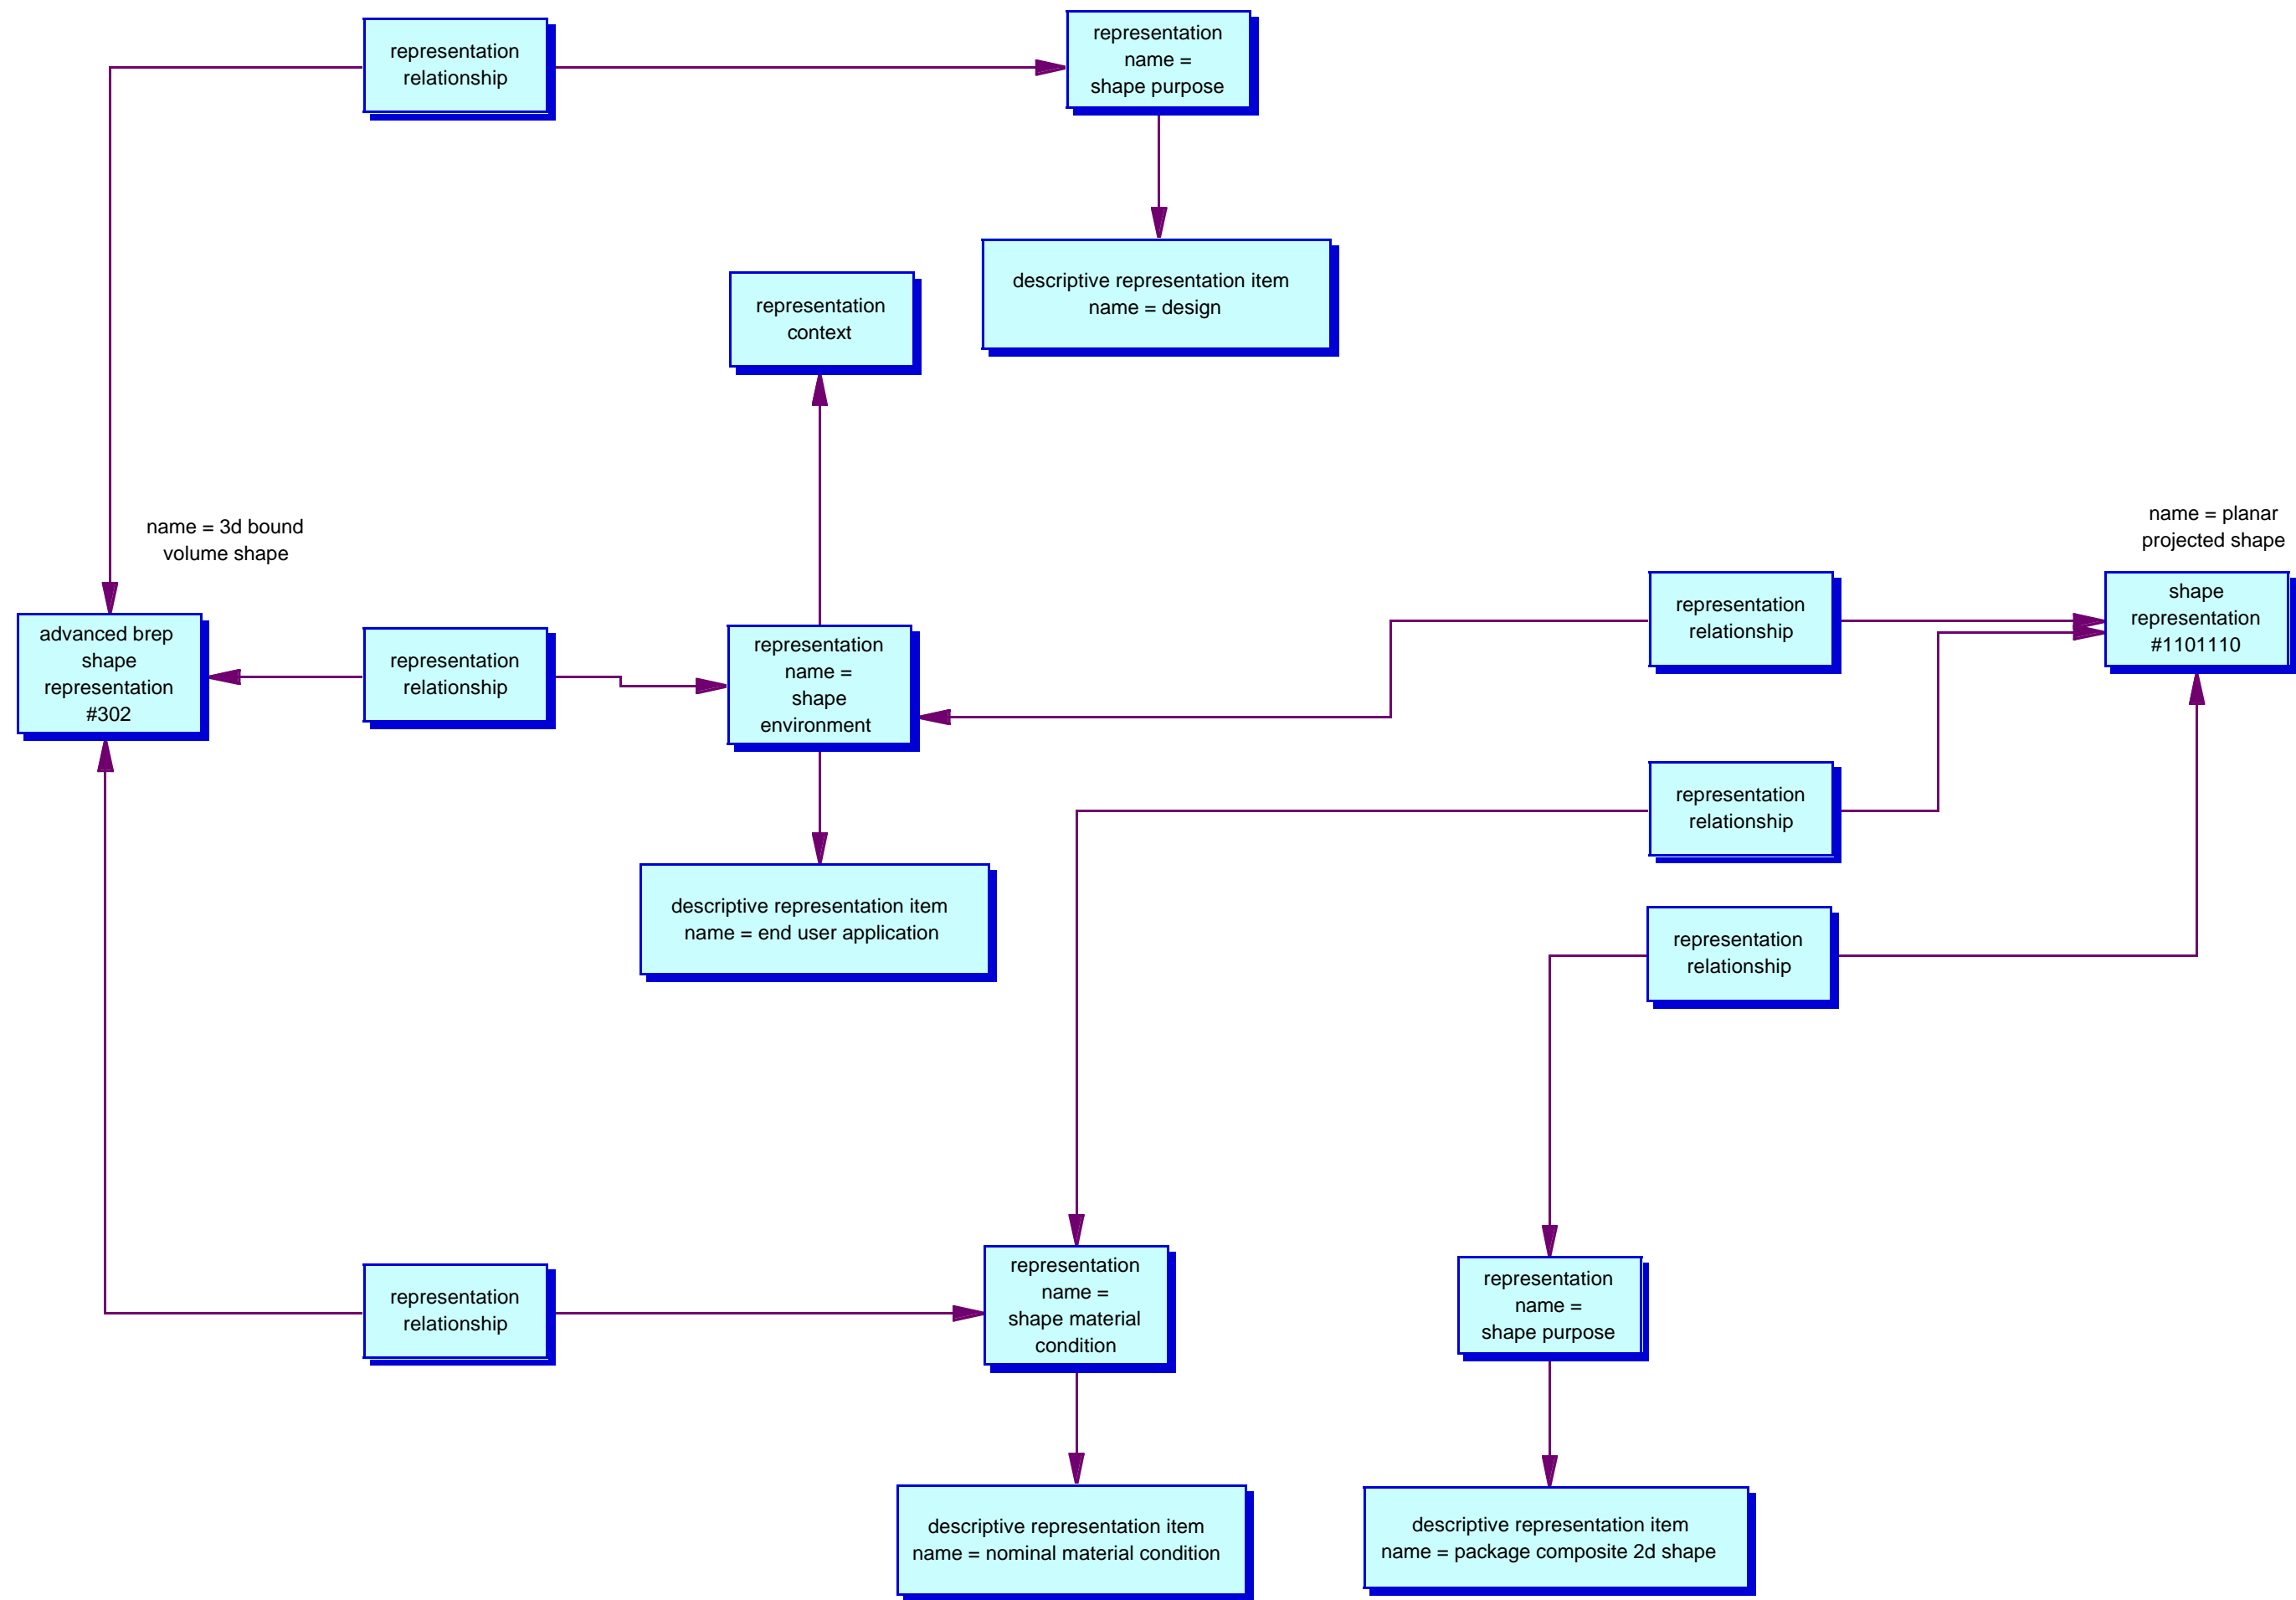 representation
relationship
representation
name =
shape purpose
descriptive representation item
name = design
representation
context
name = 3d bound
volume shape
name = planar
projected shape
advanced brep
shape
representation
#302
representation
relationship
representation
name =
shape
environment
representation
relationship
shape
representation
#1101110
representation
relationship
descriptive representation item
name = end user application
representation
relationship
representation
relationship
representation
name =
shape material
condition
representation
name =
shape purpose
descriptive representation item
name = nominal material condition
descriptive representation item
name = package composite 2d shape